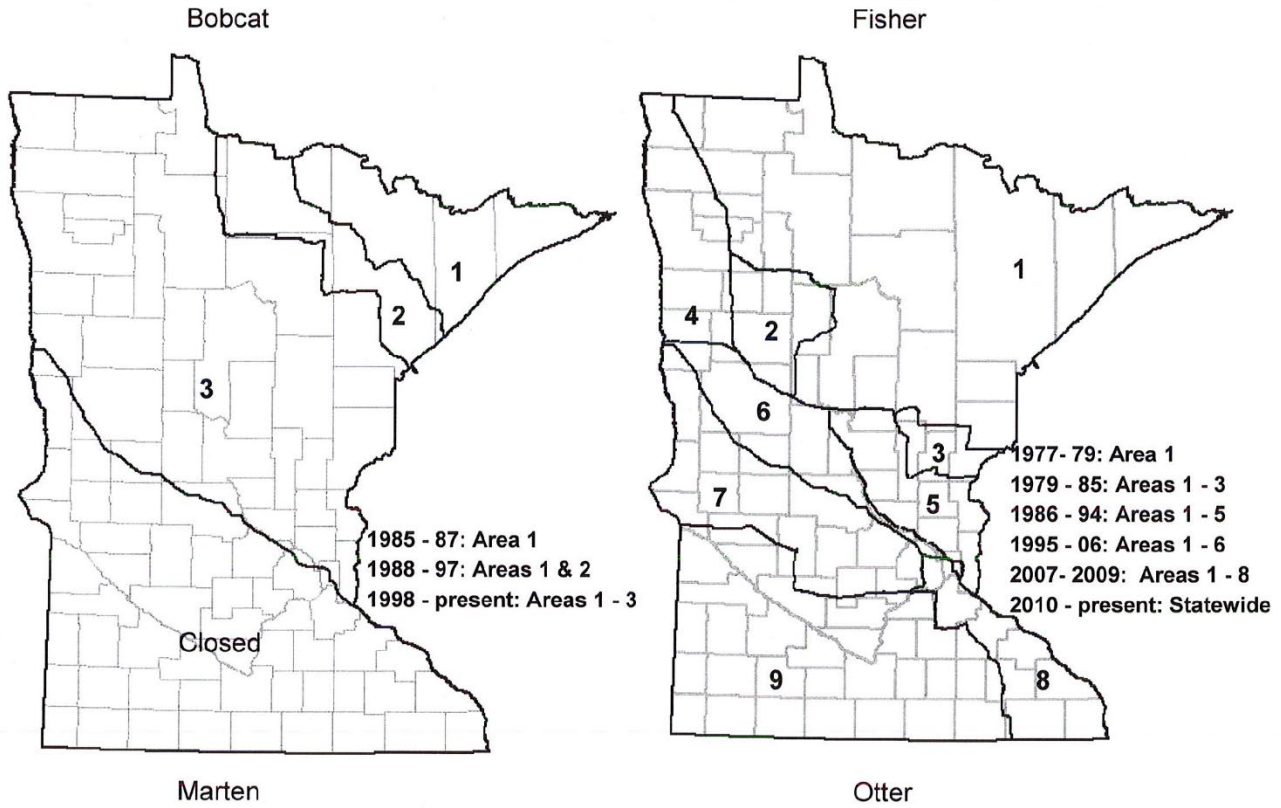 Bobcat
1
2
3
1985 - 87: Area 1
1988 - 97: Areas 1 & 2
1998 - present: Areas 1 - 3
Closed
Marten
Fisher
1
4
2
6
3
7
5
1977- 79: Area 1
1979 - 85: Areas 1 - 3
1986 - 94: Areas 1 - 5
1995 - 06: Areas 1 - 6
2007- 2009: Areas 1 - 8
2010 - present: Statewide
9
8
Otter